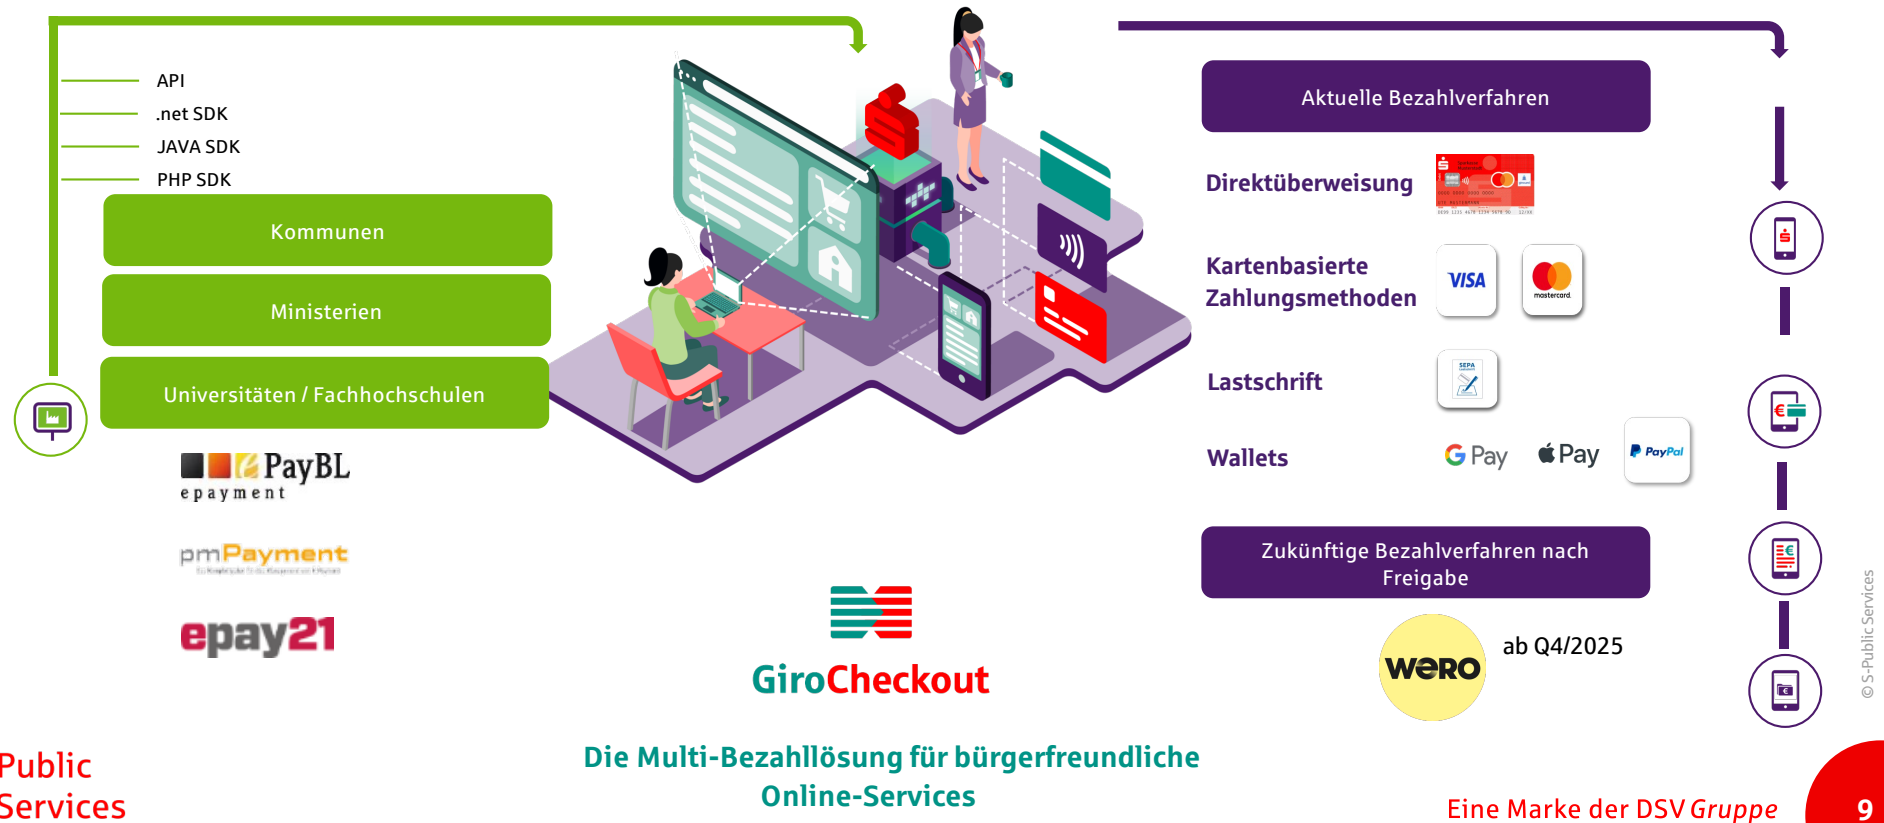 API
.net SDK
JAVA SDK
PHP SDK
Kommunen
Ministerien
Universitäten / Fachhochschulen
PayBL
epayment
pmPayment
epay21
GiroCheckout
Die Multi-Bezahllösung für bürgerfreundliche
Online-Services
Aktuelle Bezahlverfahren
Direktüberweisung
Kartenbasierte
Zahlungsmethoden
VISA
mastercard.
Lastschrift
SEPA
Wallets
G Pay
Pay
PayPal
Zukünftige Bezahlverfahren nach
Freigabe
wero
ab Q4/2025
© S-Public Services
Public
Services
Eine Marke der DSV Gruppe
9